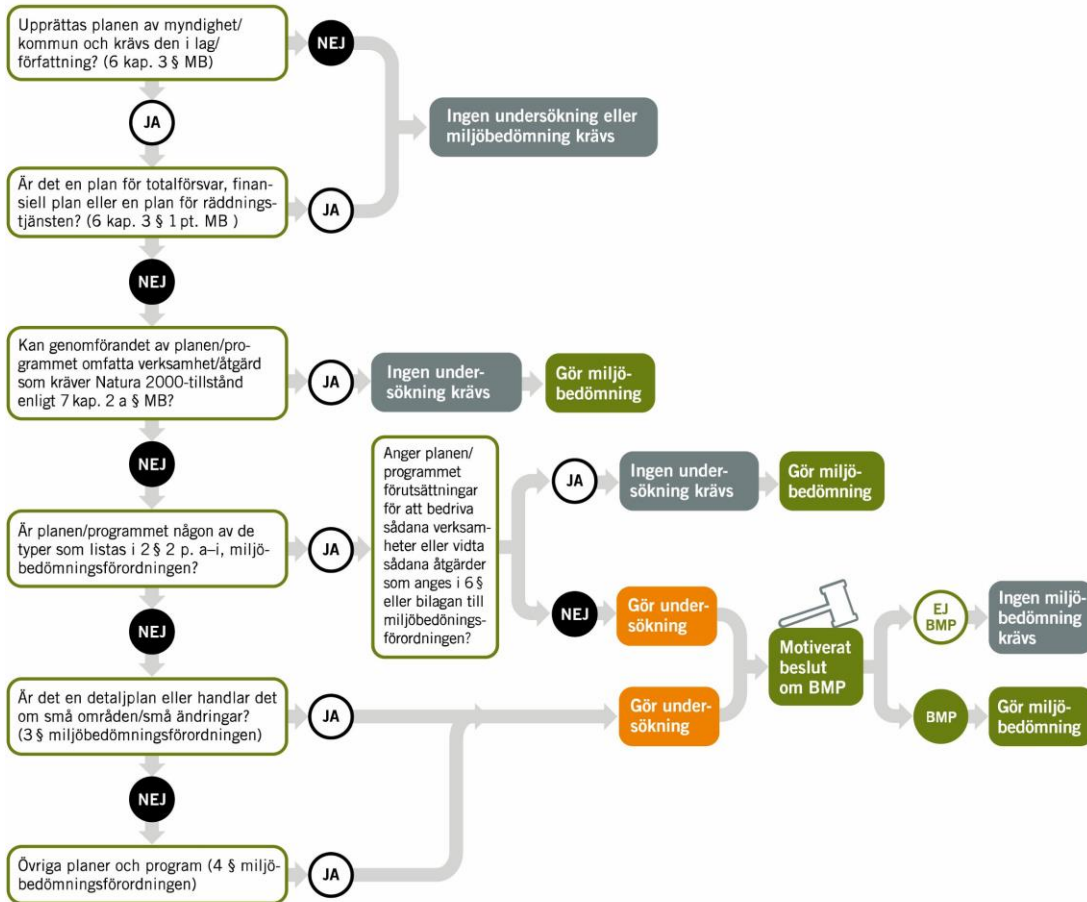 Upprättas planen av myndighet/
kommun och krävs den i lag/
författning? (6 kap. 3 § MB)
NEJ
JA
Ingen undersökning eller
miljöbedömning krävs
Är det en plan för totalförsvar, finan-
siell plan eller en plan för räddnings-
tjänsten? (6 kap. 3 § 1 pt. MB )
JA
NEJ
Kan genomförandet av planen/pro-
grammet omfatta verksamhet/åtgärd
som kräver Natura 2000-tillstånd
enligt 7 kap. 2 a § MB?
JA
Ingen under-
sökning krävs
Gör miljö-
bedömning
NEJ
Är planen/programmet någon av de
typer som listas i 2 § 2 p. a–i, miljö-
bedömningsförordningen?
JA
Anger planen/
programmet
förutsättningar
för att bedriva
sådana verksam-
heter eller vidta
sådana åtgärder
som anges i 6 §
eller bilagan till
miljöbedönings-
förordningen?
JA
Ingen under-
sökning krävs
Gör miljö-
bedömning
NEJ
Gör under-
sökning
Motiverat
beslut
om BMP
EJ
BMP
Ingen miljö-
bedömning
krävs
BMP
Gör miljö-
bedömning
NEJ
Är det en detaljplan eller handlar det
om små områden/små ändringar?
(3 § miljöbedömningsförordningen)
JA
Gör under-
sökning
NEJ
Övriga planer och program (4 § miljö-
bedömningsförordningen)
JA